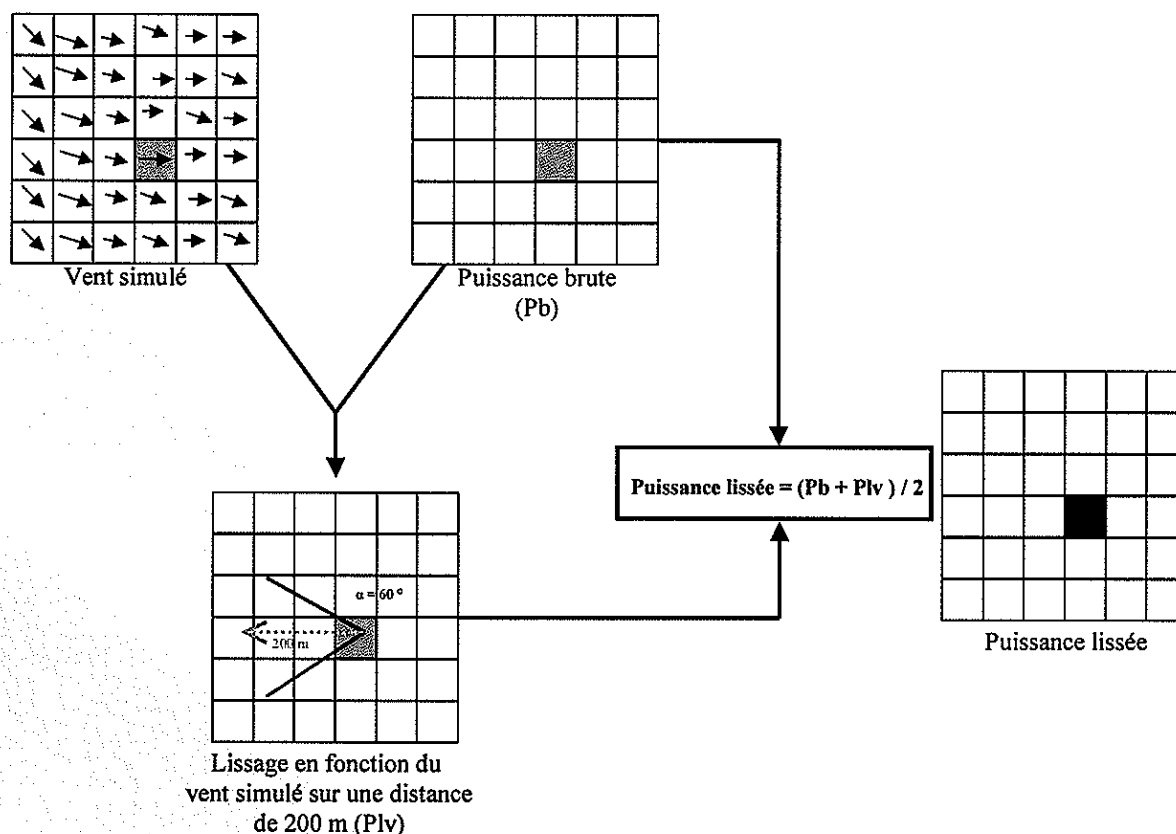 Vent simulé
Puissance brute
(Pb)
Puissance lissée = (Pb + Plv ) / 2
α = 60 °
200 m
Puissance lissée
Lissage en fonction du
vent simulé sur une distance
de 200 m (Plv)